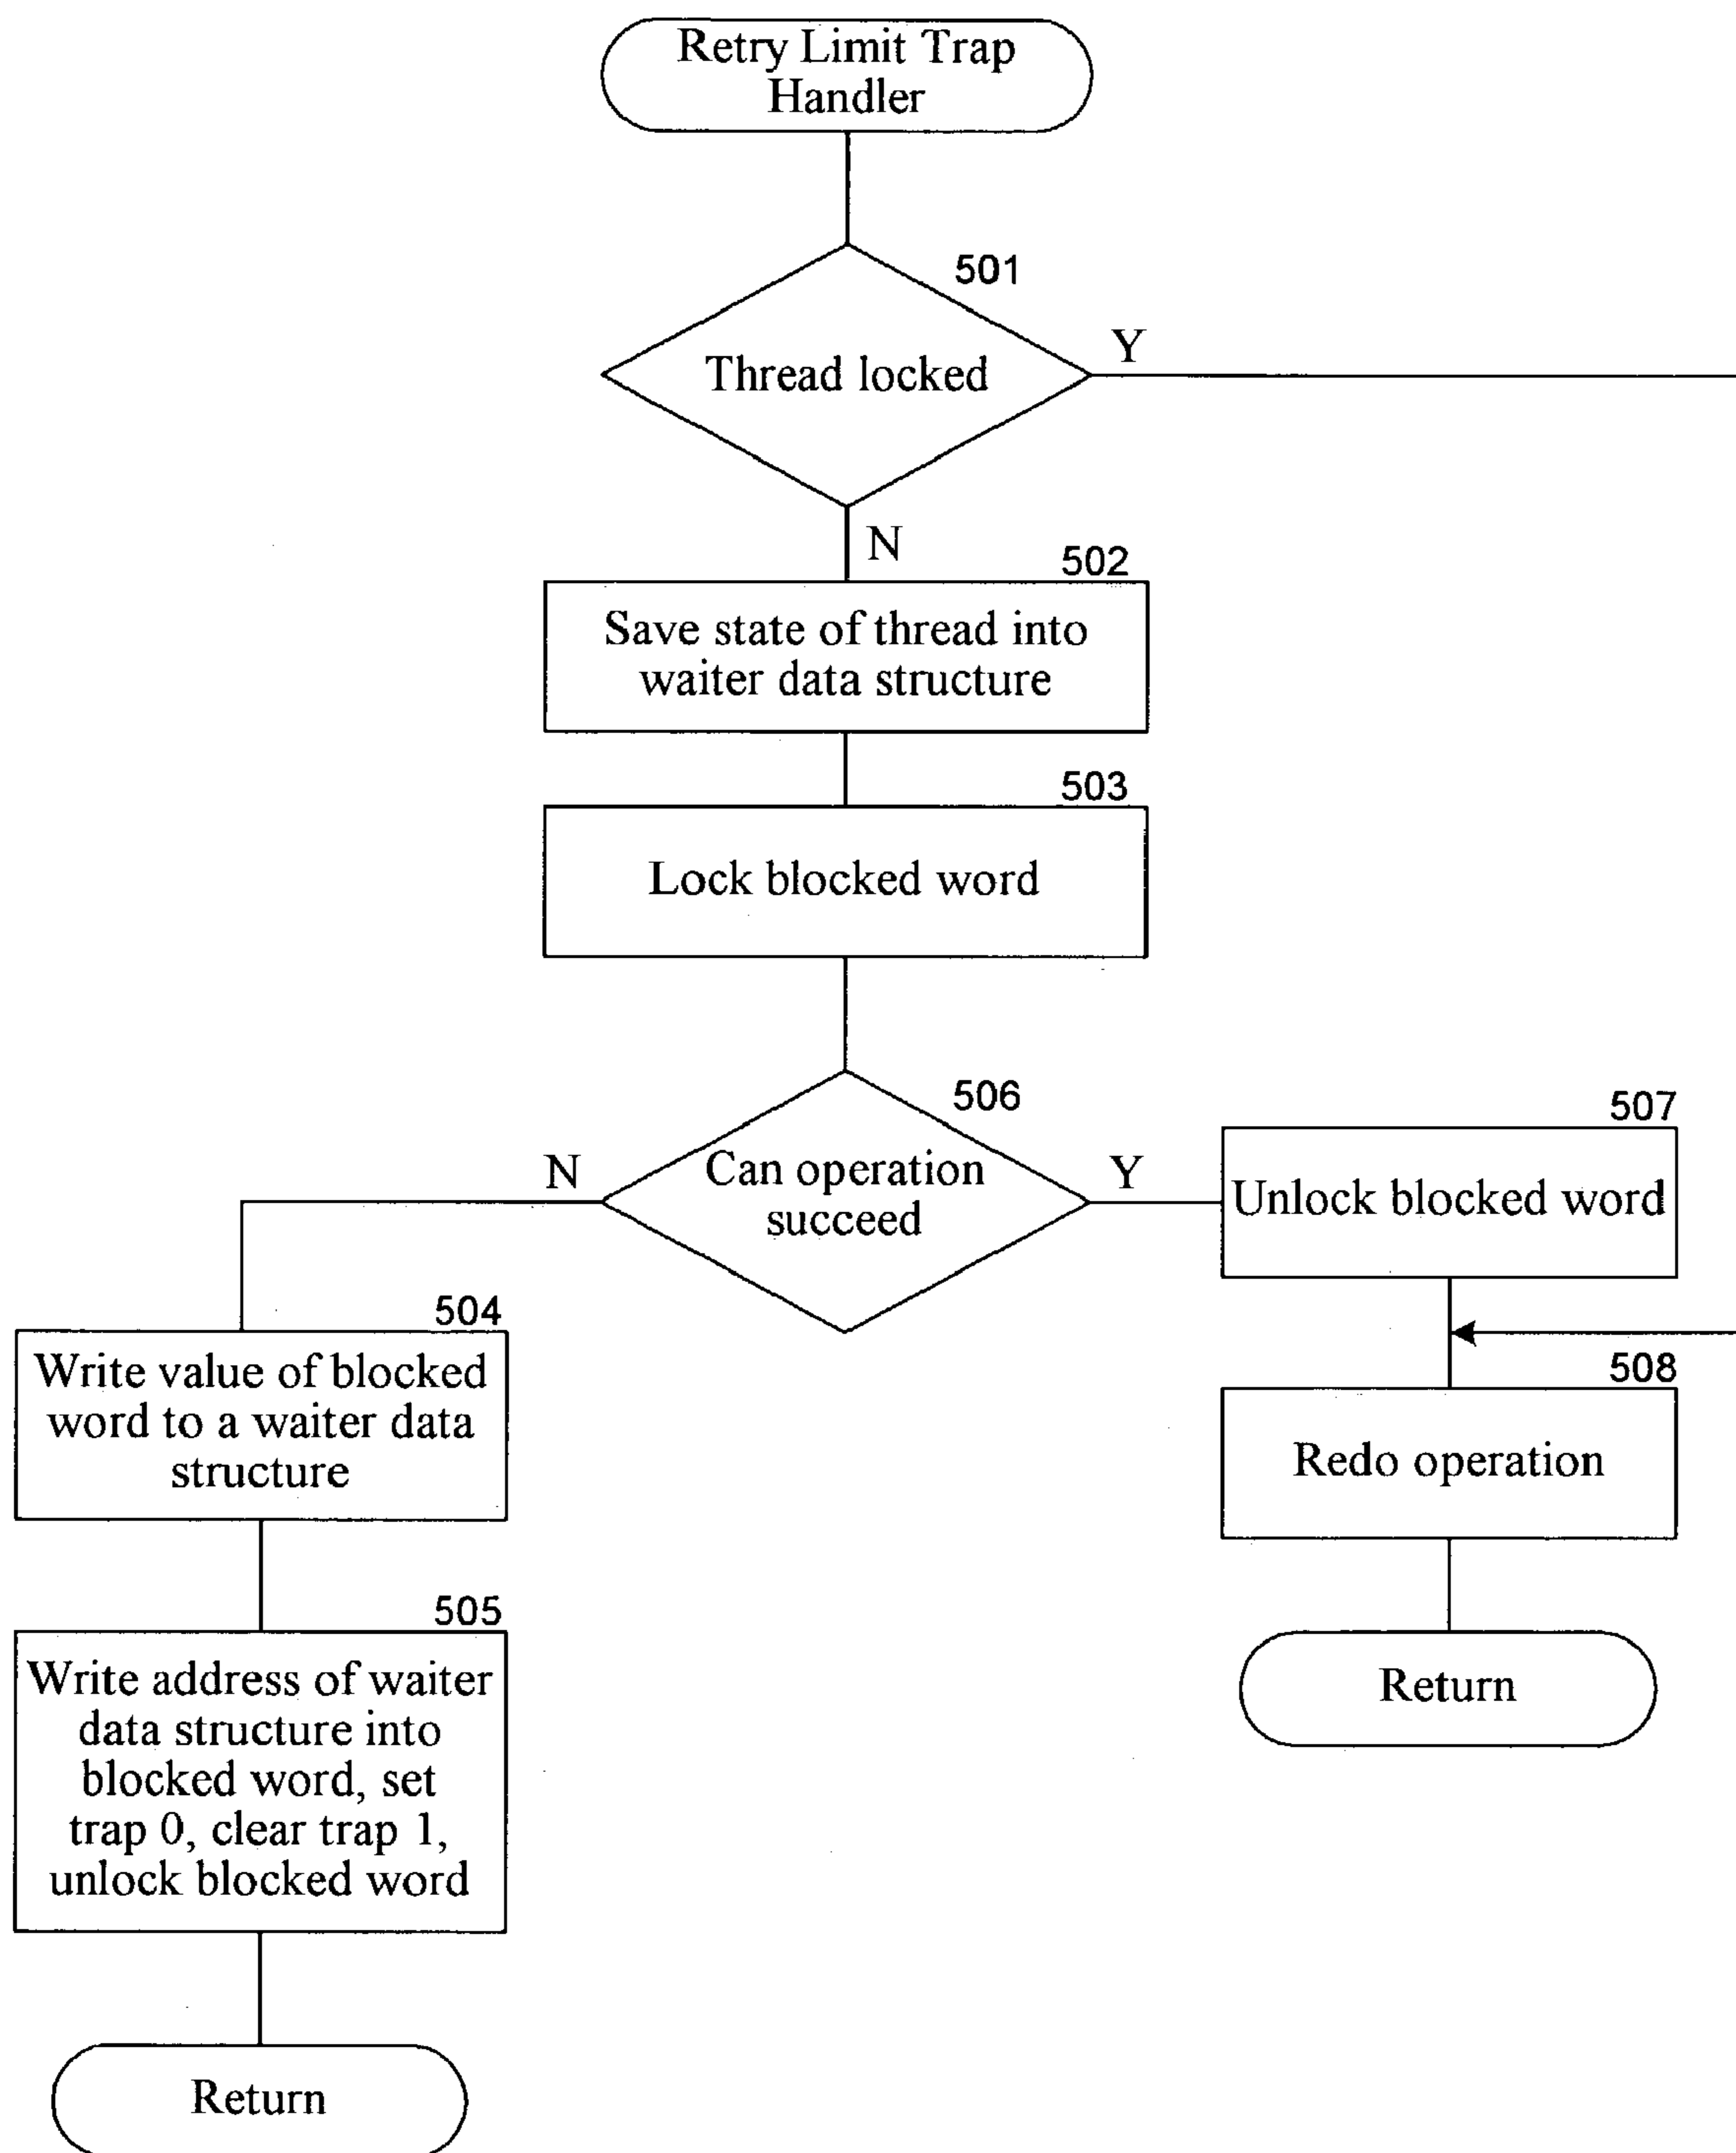 Retry Limit Trap
Handler
501
Thread locked
Y
N
502
Save state of thread into
waiter data structure
503
Lock blocked word
506
Can operation
succeed
N
Y
507
Unlock blocked word
504
Write value of blocked
word to a waiter data
structure
508
Redo operation
505
Write address of waiter
data structure into
blocked word, set
trap 0, clear trap 1,
unlock blocked word
Return
Return